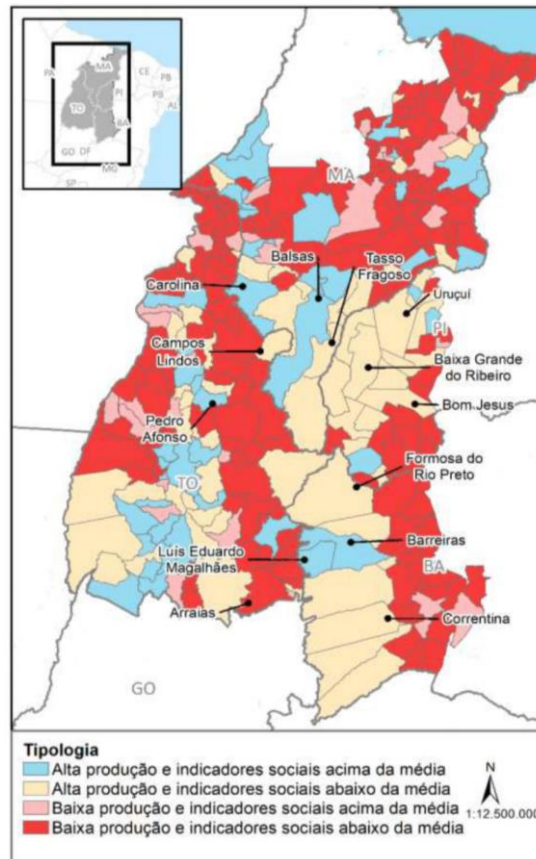 PA
MA
CE
PB
TO
PI
PB
AL
BA
GO
DF
MG
SP
MA
Balsas
Tasso
Fragoso
Carolina
Uruçuí
PI
Campos
Lindos
Baixa Grande
do Ribeiro
Bom Jesus
Pedro
Afonso
Formosa do
Rio Preto
TO
Luís Eduardo
Magalhães
Barreiras
BA
Arraias
Correntina
GO
Tipologia
Alta produção e indicadores sociais acima da média
Alta produção e indicadores sociais abaixo da média
Baixa produção e indicadores sociais acima da média
Baixa produção e indicadores sociais abaixo da média
N
1:12.500.000